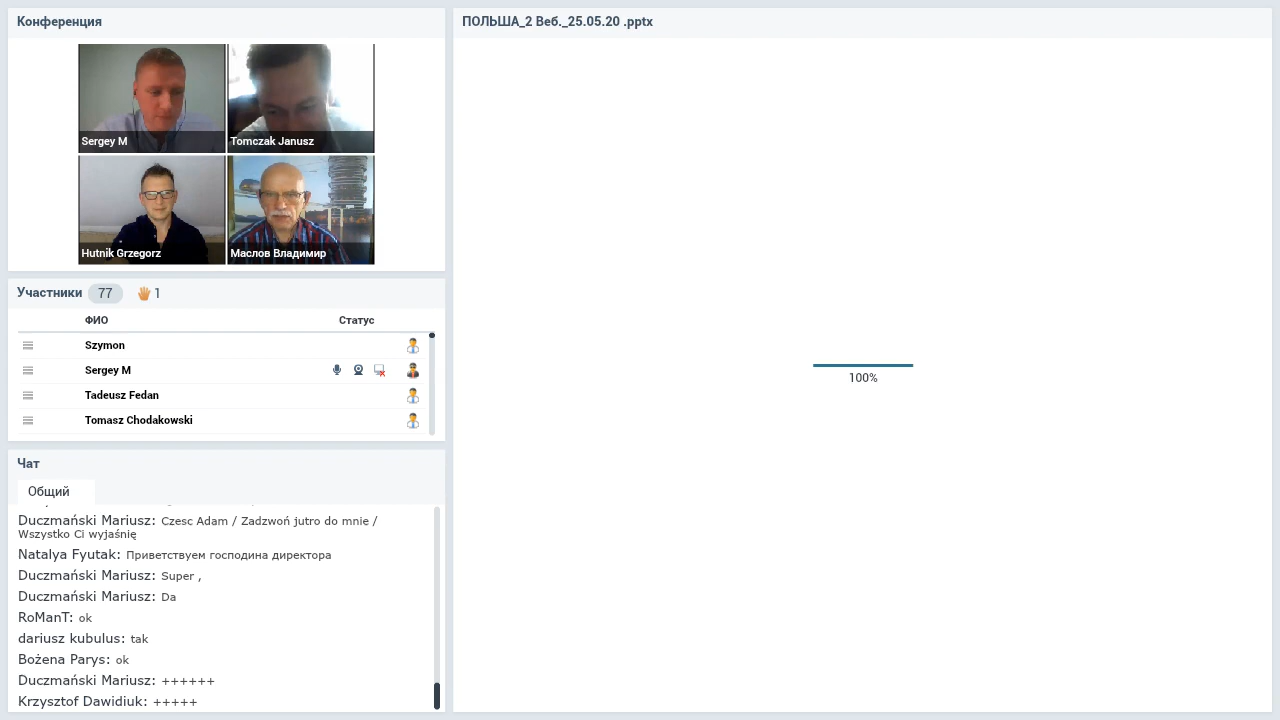 Конференция
Sergey M
Tomczak Janusz
Hutnik Grzegorz
Маслов Владимир
Участники 77 1
ФИО Статус
Szymon
Sergey M
Tadeusz Fedan
Tomasz Chodakowski
Чат
Общий
Duczmański Mariusz: Czesc Adam / Zadzwoń jutro do mnie /
Wszystko Ci wyjaśnię
Natalya Fyutak: Приветствуем господина директора
Duczmański Mariusz: Super ,
Duczmański Mariusz: Da
RoManT: ok
dariusz kubulus: tak
Bożena Parys: ok
Duczmański Mariusz: ++++++
Krzysztof Dawidiuk: +++++
ПОЛЬША_2 Веб._25.05.20 .pptx
100%